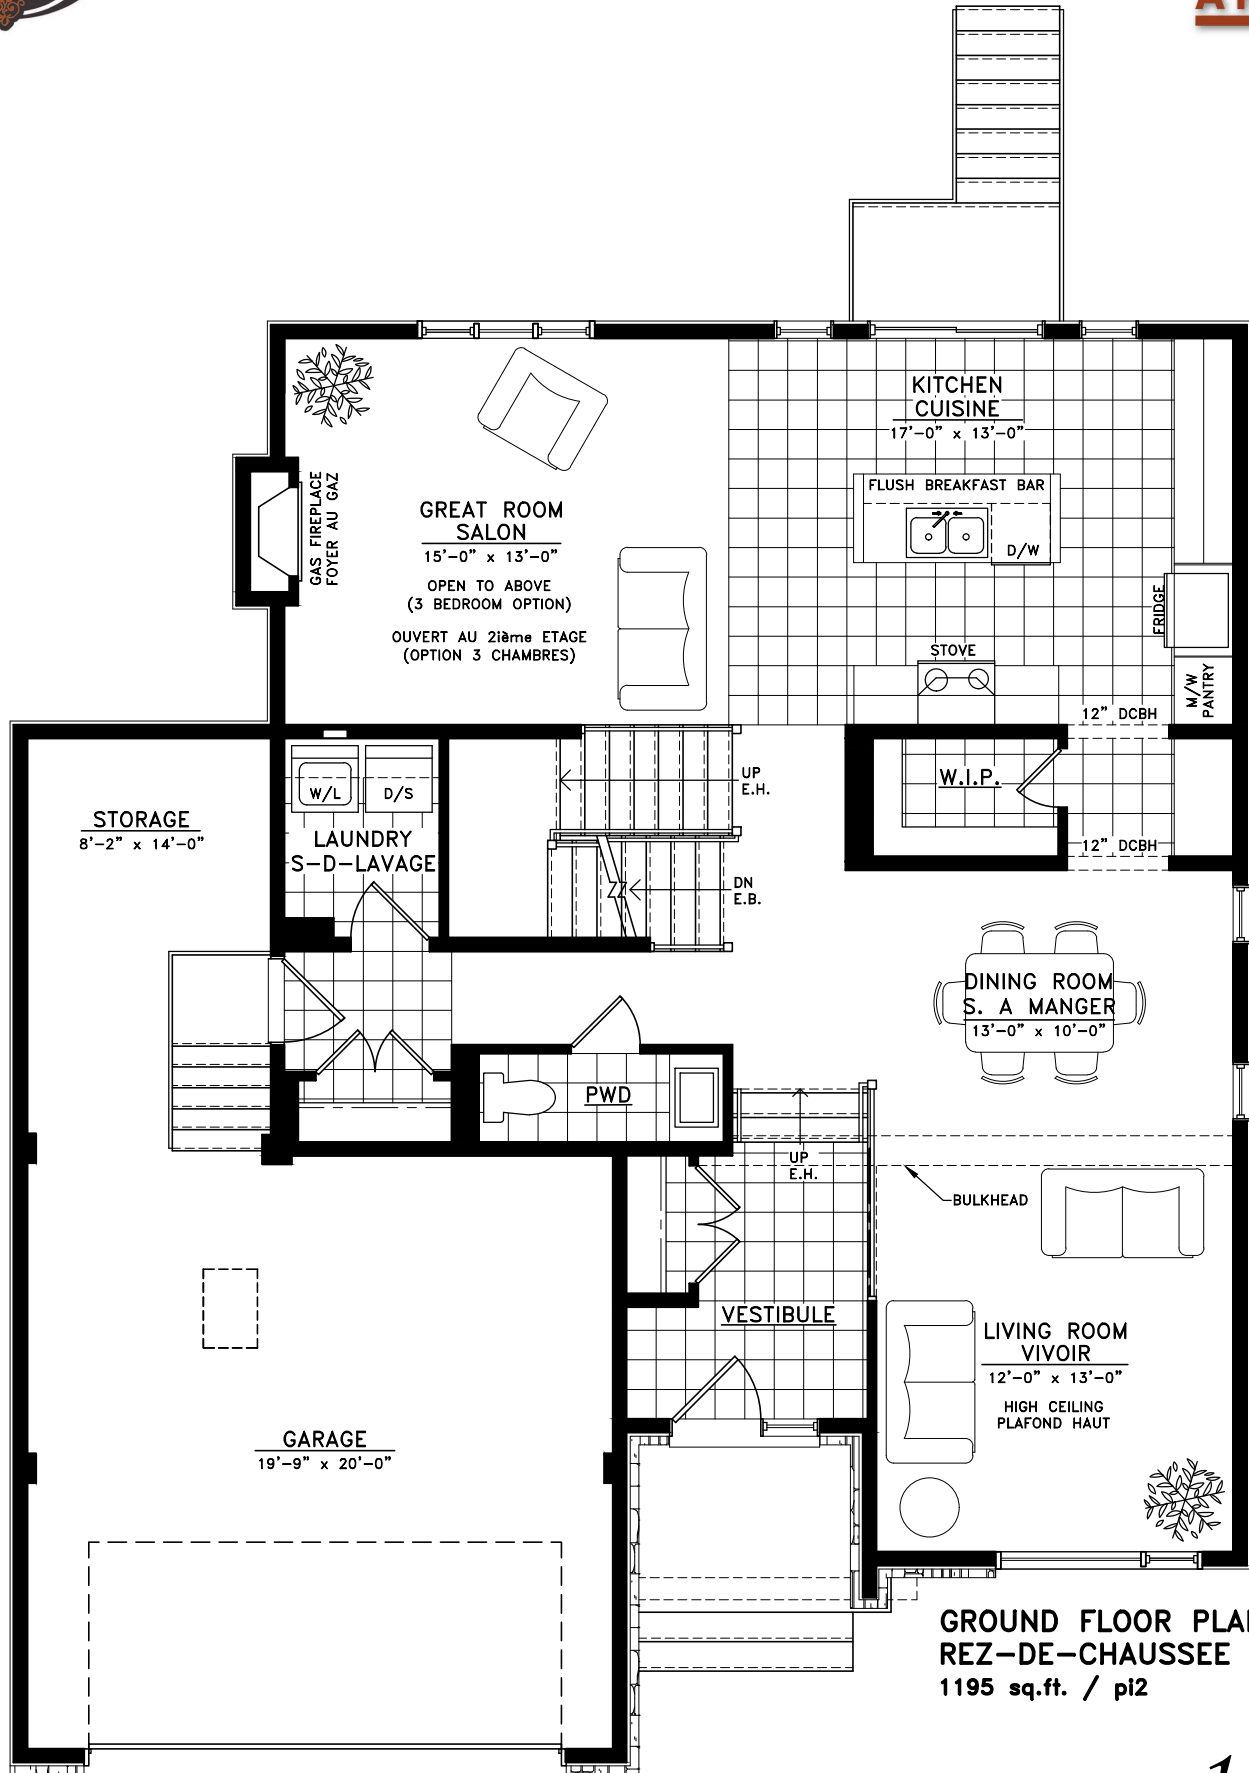 KITCHEN
CUISINE
17'-0" x 13'-0"
FLUSH BREAKFAST BAR
D/W
GAS FIREPLACE
FOYER AU GAZ
GREAT ROOM
SALON
15'-0" x 13'-0"
OPEN TO ABOVE
(3 BEDROOM OPTION)
OUVERT AU 2ième ETAGE
(OPTION 3 CHAMBRES)
FRIDGE
STOVE
M/W
PANTRY
12" DCBH
UP
E.H.
W.I.P.
W/L
D/S
STORAGE
8'-2" x 14'-0"
LAUNDRY
S-D-LAVAGE
12" DCBH
DN
E.B.
DINING ROOM
S. A MANGER
13'-0" x 10'-0"
PWD
UP
E.H.
BULKHEAD
VESTIBULE
LIVING ROOM
VIVOIR
12'-0" x 13'-0"
HIGH CEILING
PLAFOND HAUT
GARAGE
19'-9" x 20'-0"
GROUND FLOOR
REZ-DE-CHAUSSEE
1195 sq.ft. / pi2